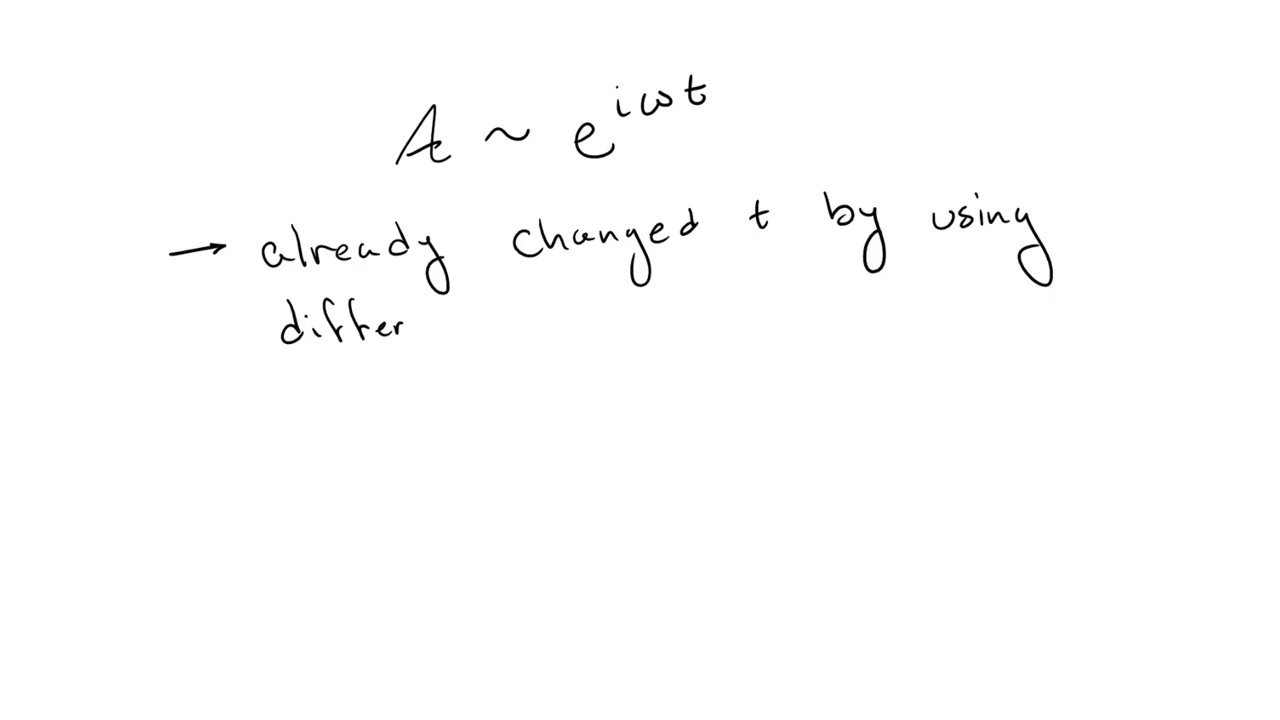 A ~ e^{iωt}
→ already changed t by using
differ